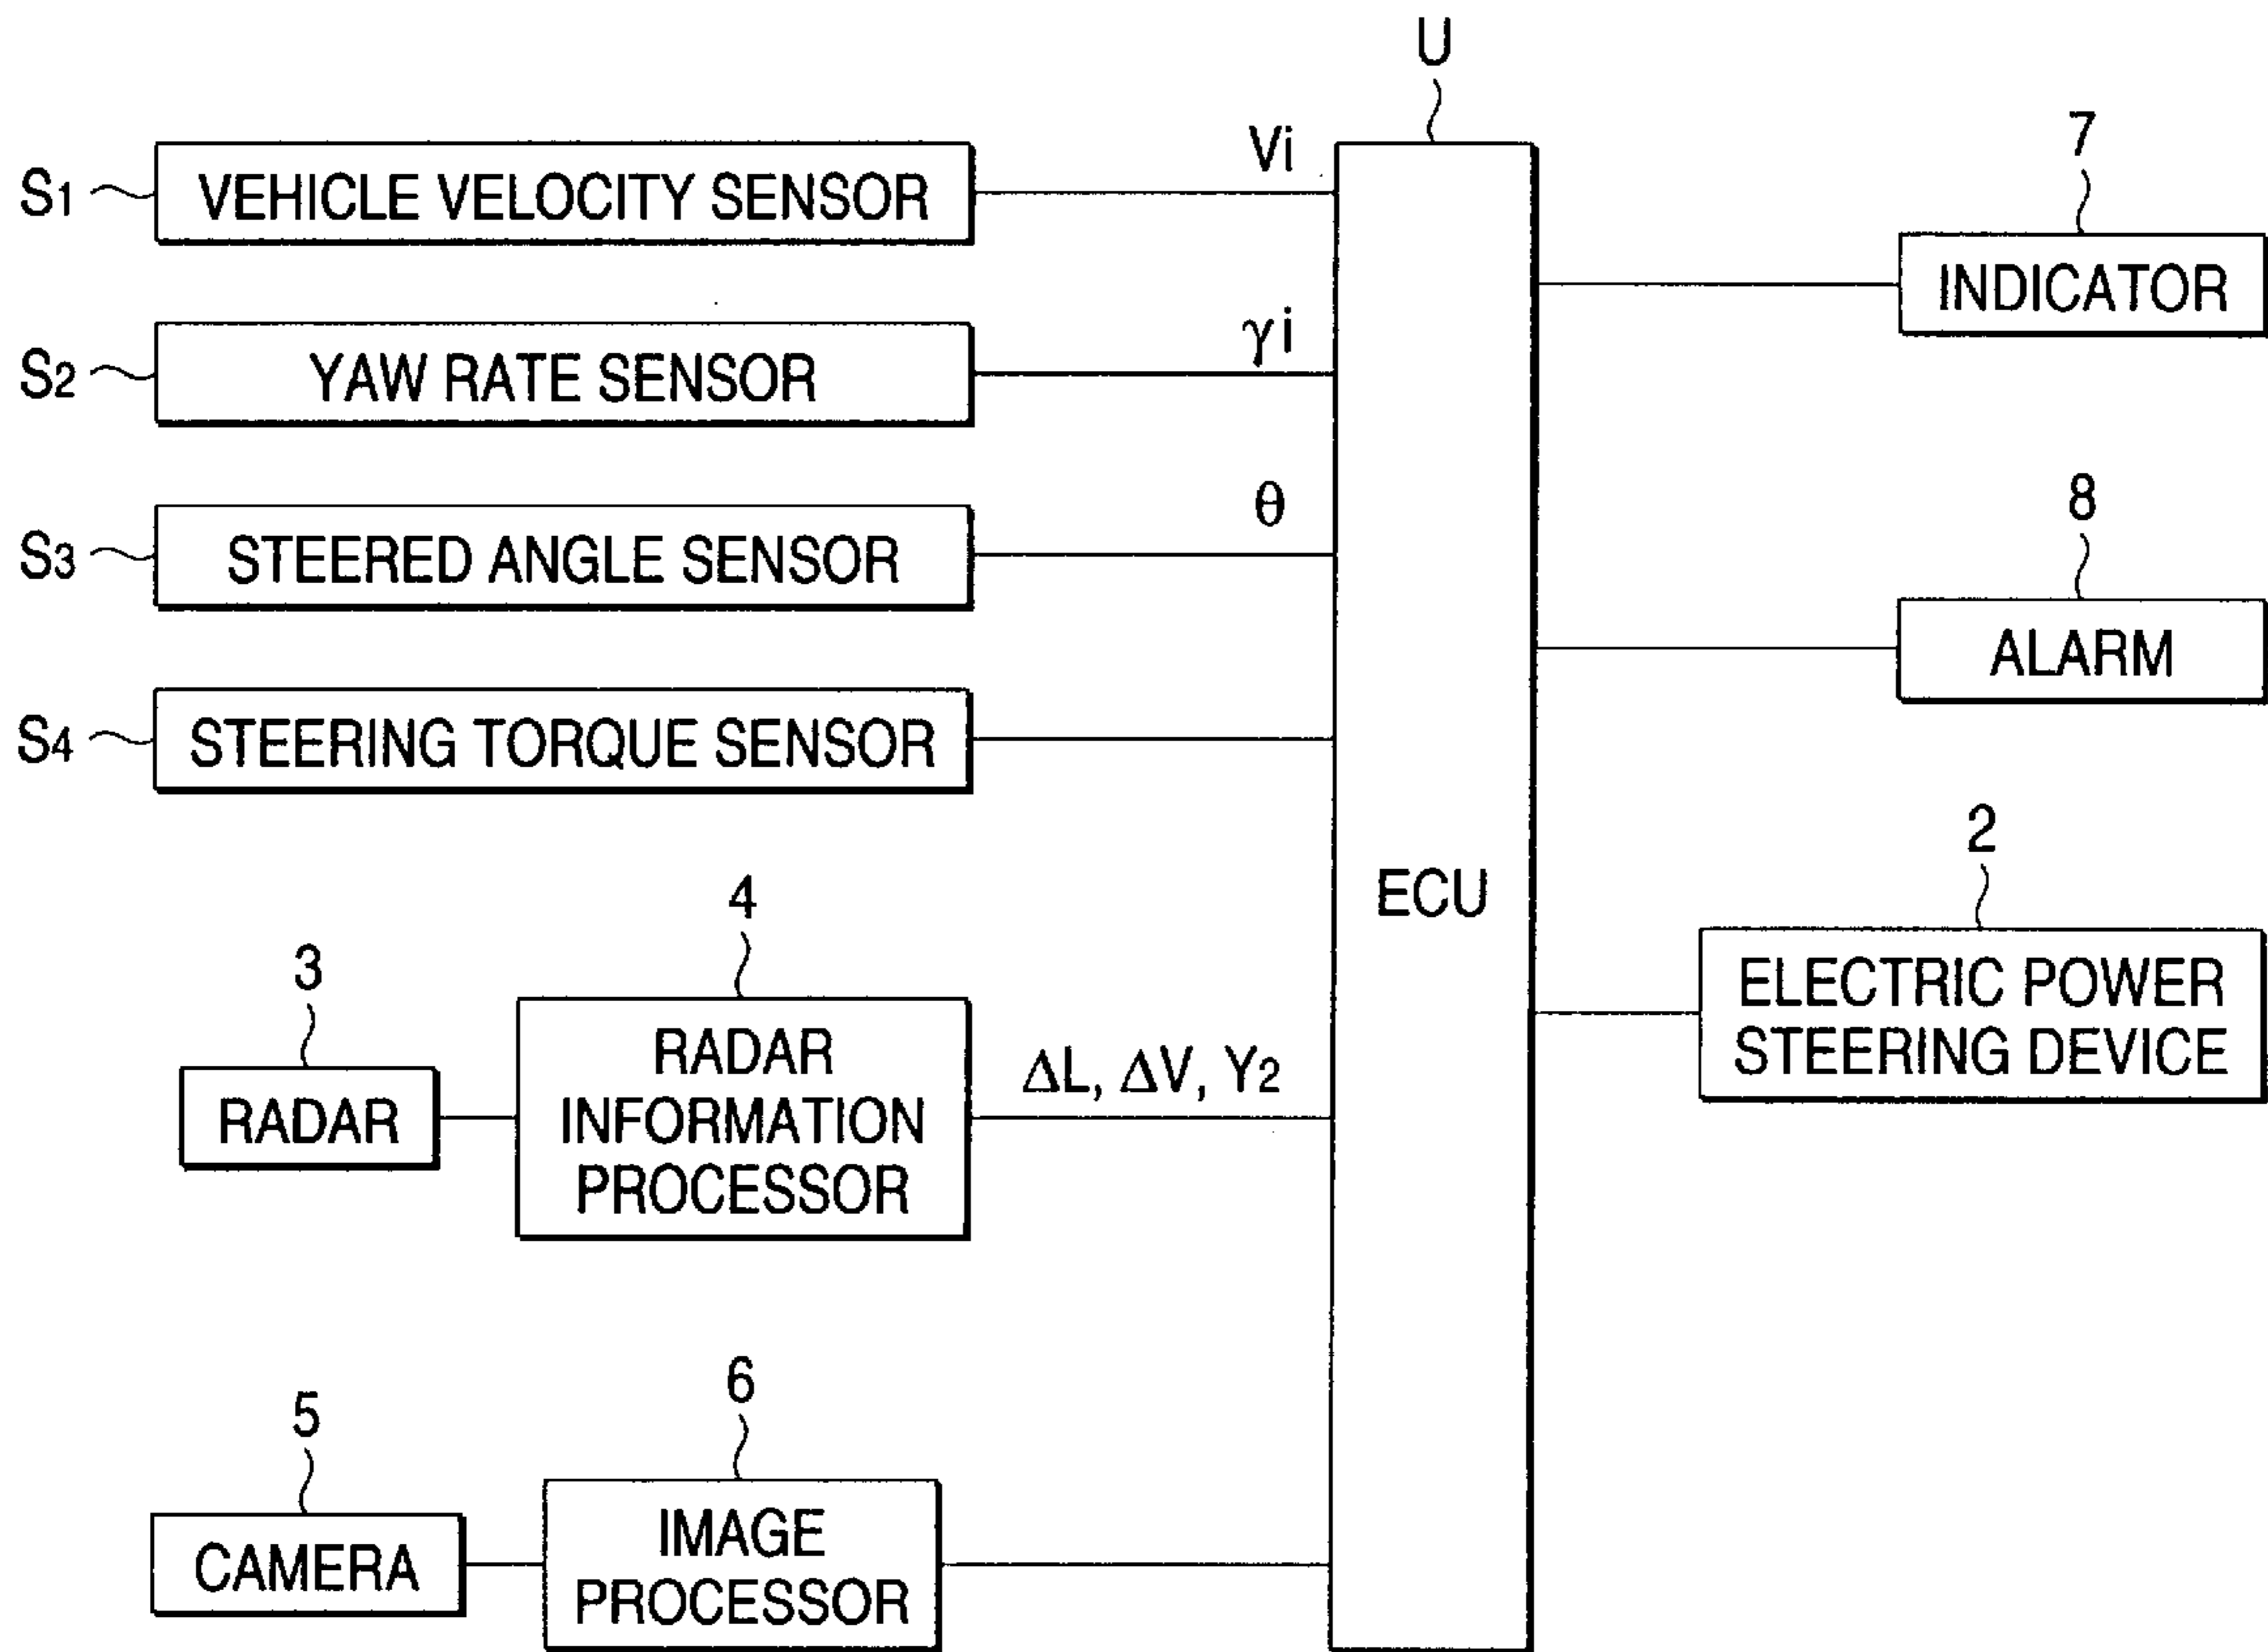 U
S1 VEHICLE VELOCITY SENSOR Vi
7
INDICATOR
S2 YAW RATE SENSOR γi
S3 STEERED ANGLE SENSOR θ
8
ALARM
S4 STEERING TORQUE SENSOR
ECU
2
ELECTRIC POWER
STEERING DEVICE
3
RADAR
4
RADAR
INFORMATION
PROCESSOR
ΔL, ΔV, Y2
5
CAMERA
6
IMAGE
PROCESSOR